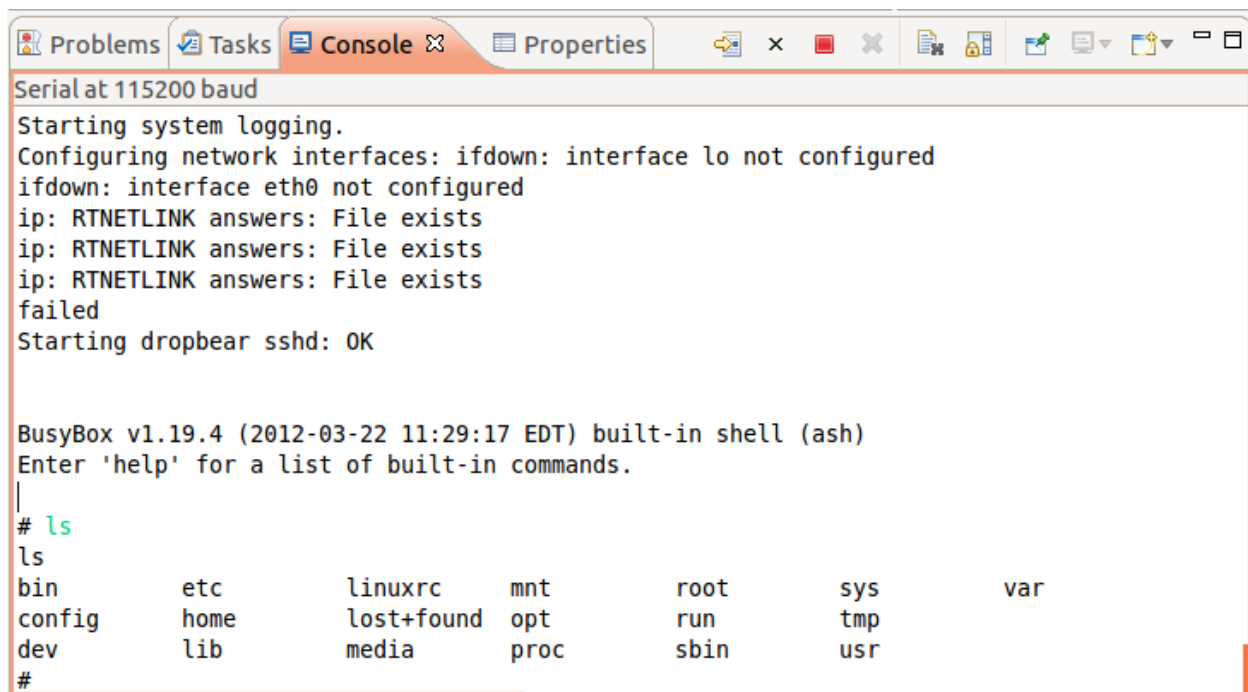 Problems Tasks Console Properties
Serial at 115200 baud
Starting system logging.
Configuring network interfaces: ifdown: interface lo not configured
ifdown: interface eth0 not configured
ip: RTNETLINK answers: File exists
ip: RTNETLINK answers: File exists
ip: RTNETLINK answers: File exists
failed
Starting dropbear sshd: OK
BusyBox v1.19.4 (2012-03-22 11:29:17 EDT) built-in shell (ash)
Enter 'help' for a list of built-in commands.
# ls
ls
bin etc linuxrc mnt root sys var
config home lost+found opt run tmp
dev lib media proc sbin usr
#